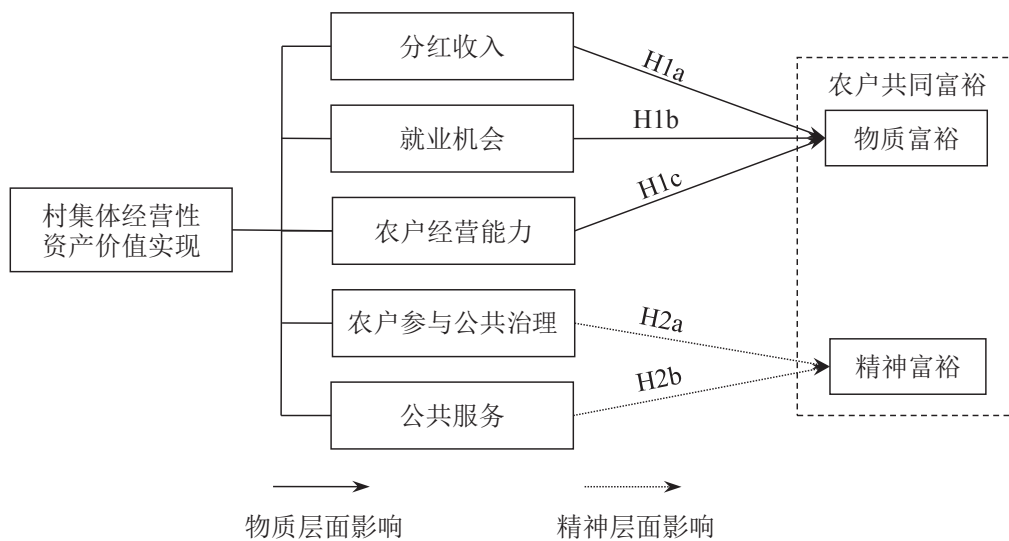 分红收入
H1a
农户共同富裕
就业机会
H1b
物质富裕
村集体经营性
资产价值实现
农户经营能力
H1c
农户参与公共治理
H2a
精神富裕
公共服务
H2b
物质层面影响
精神层面影响